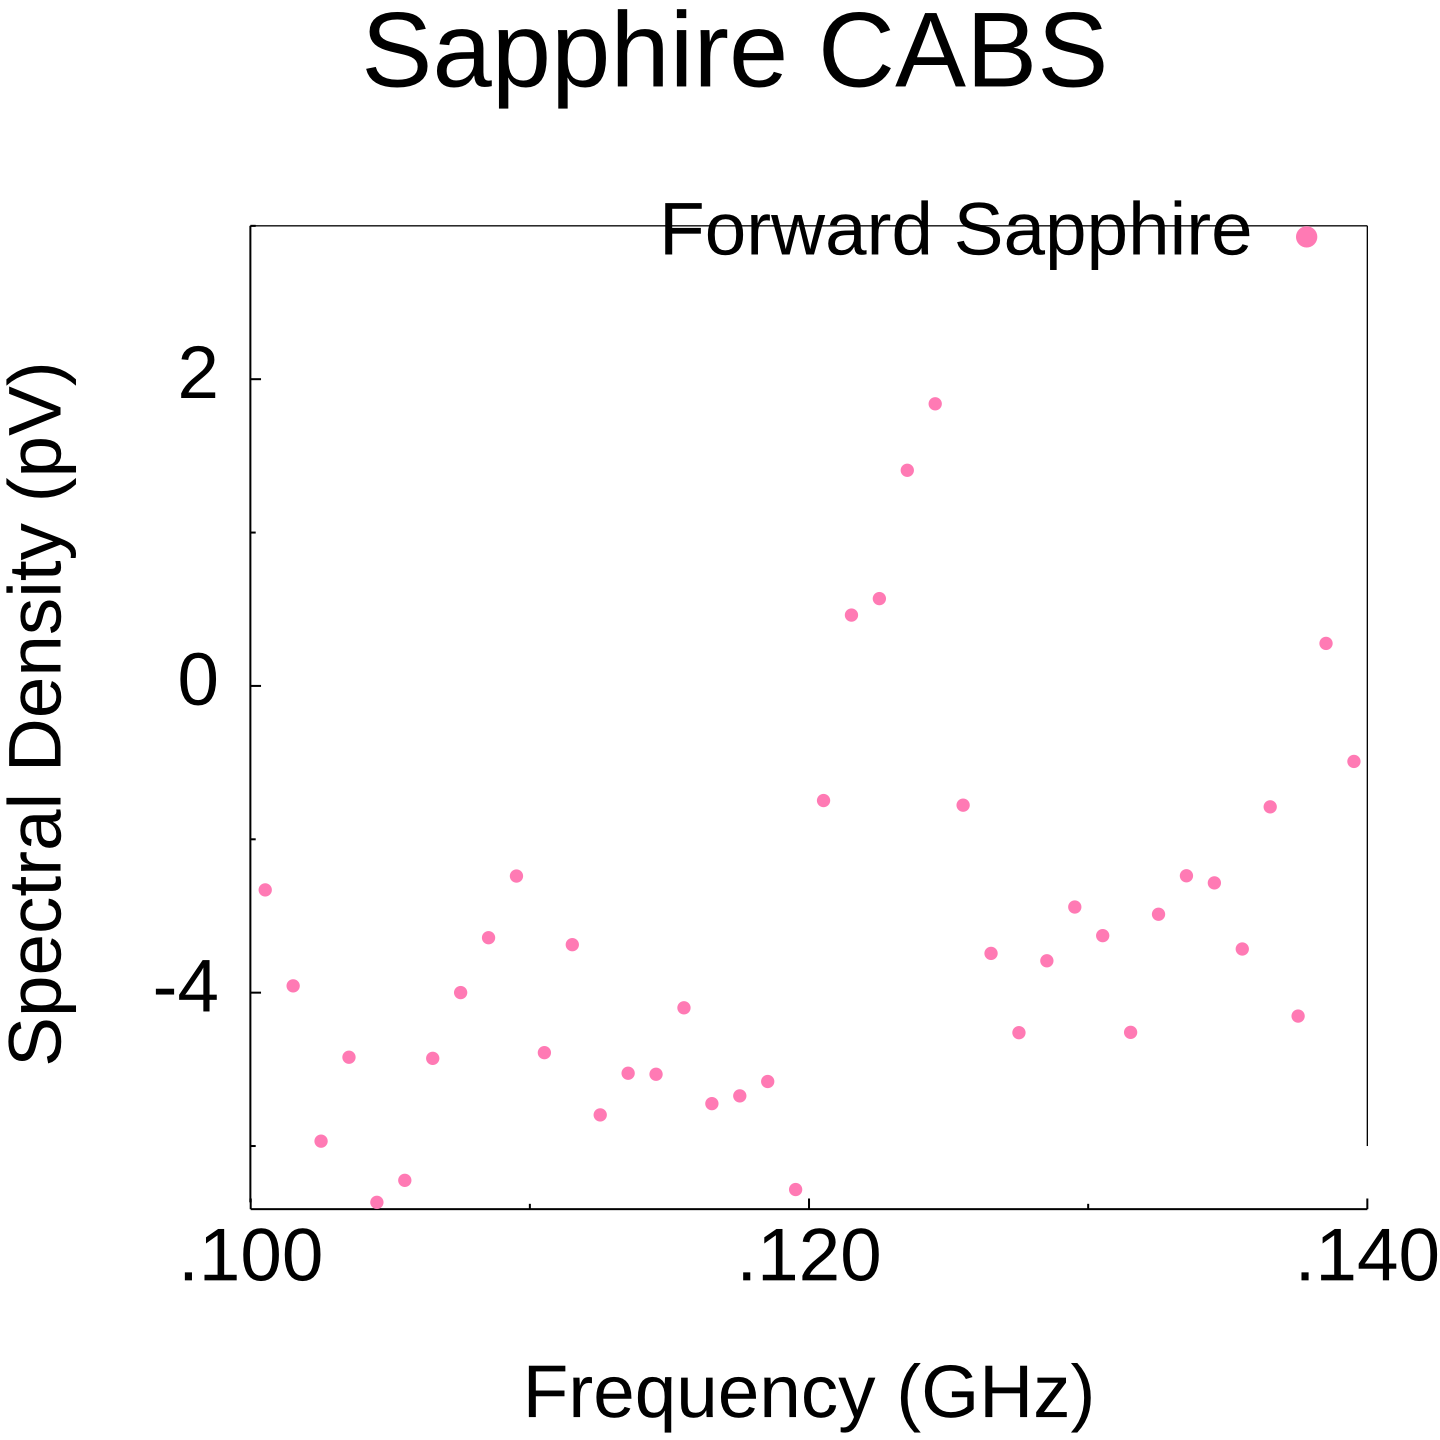 Sapphire CABS
Forward Sapphire
Spectral Density (pV)
2
0
-4
.100
.120
.140
Frequency (GHz)